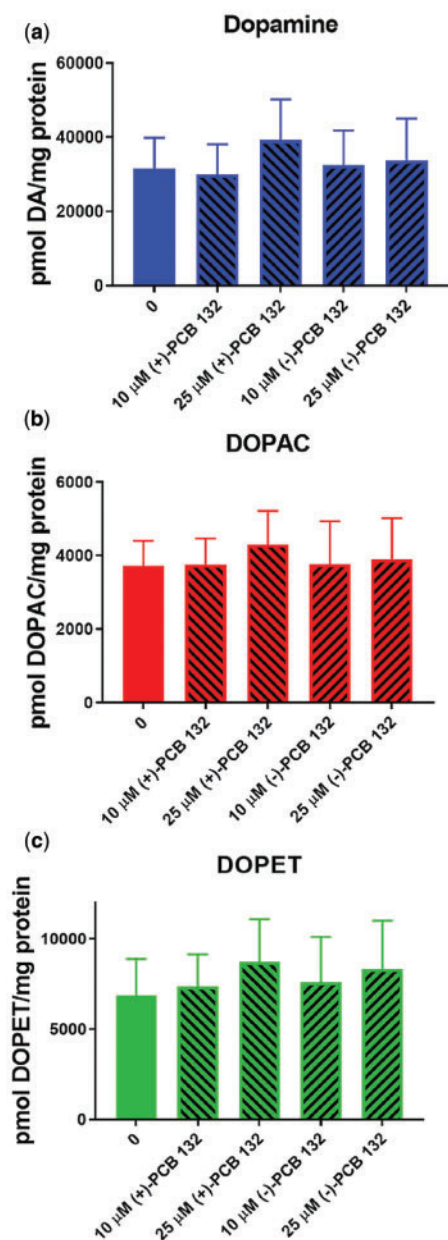 (a)
Dopamine
pmol DA/mg protein
60000
40000
20000
0
0
10 µM (+)-PCB 132
25 µM (+)-PCB 132
10 µM (-)-PCB 132
25 µM (-)-PCB 132
(b)
DOPAC
pmol DOPAC/mg protein
6000
4000
2000
0
0
10 µM (+)-PCB 132
25 µM (+)-PCB 132
10 µM (-)-PCB 132
25 µM (-)-PCB 132
(c)
DOPET
pmol DOPET/mg protein
10000
5000
0
0
10 µM (+)-PCB 132
25 µM (+)-PCB 132
10 µM (-)-PCB 132
25 µM (-)-PCB 132